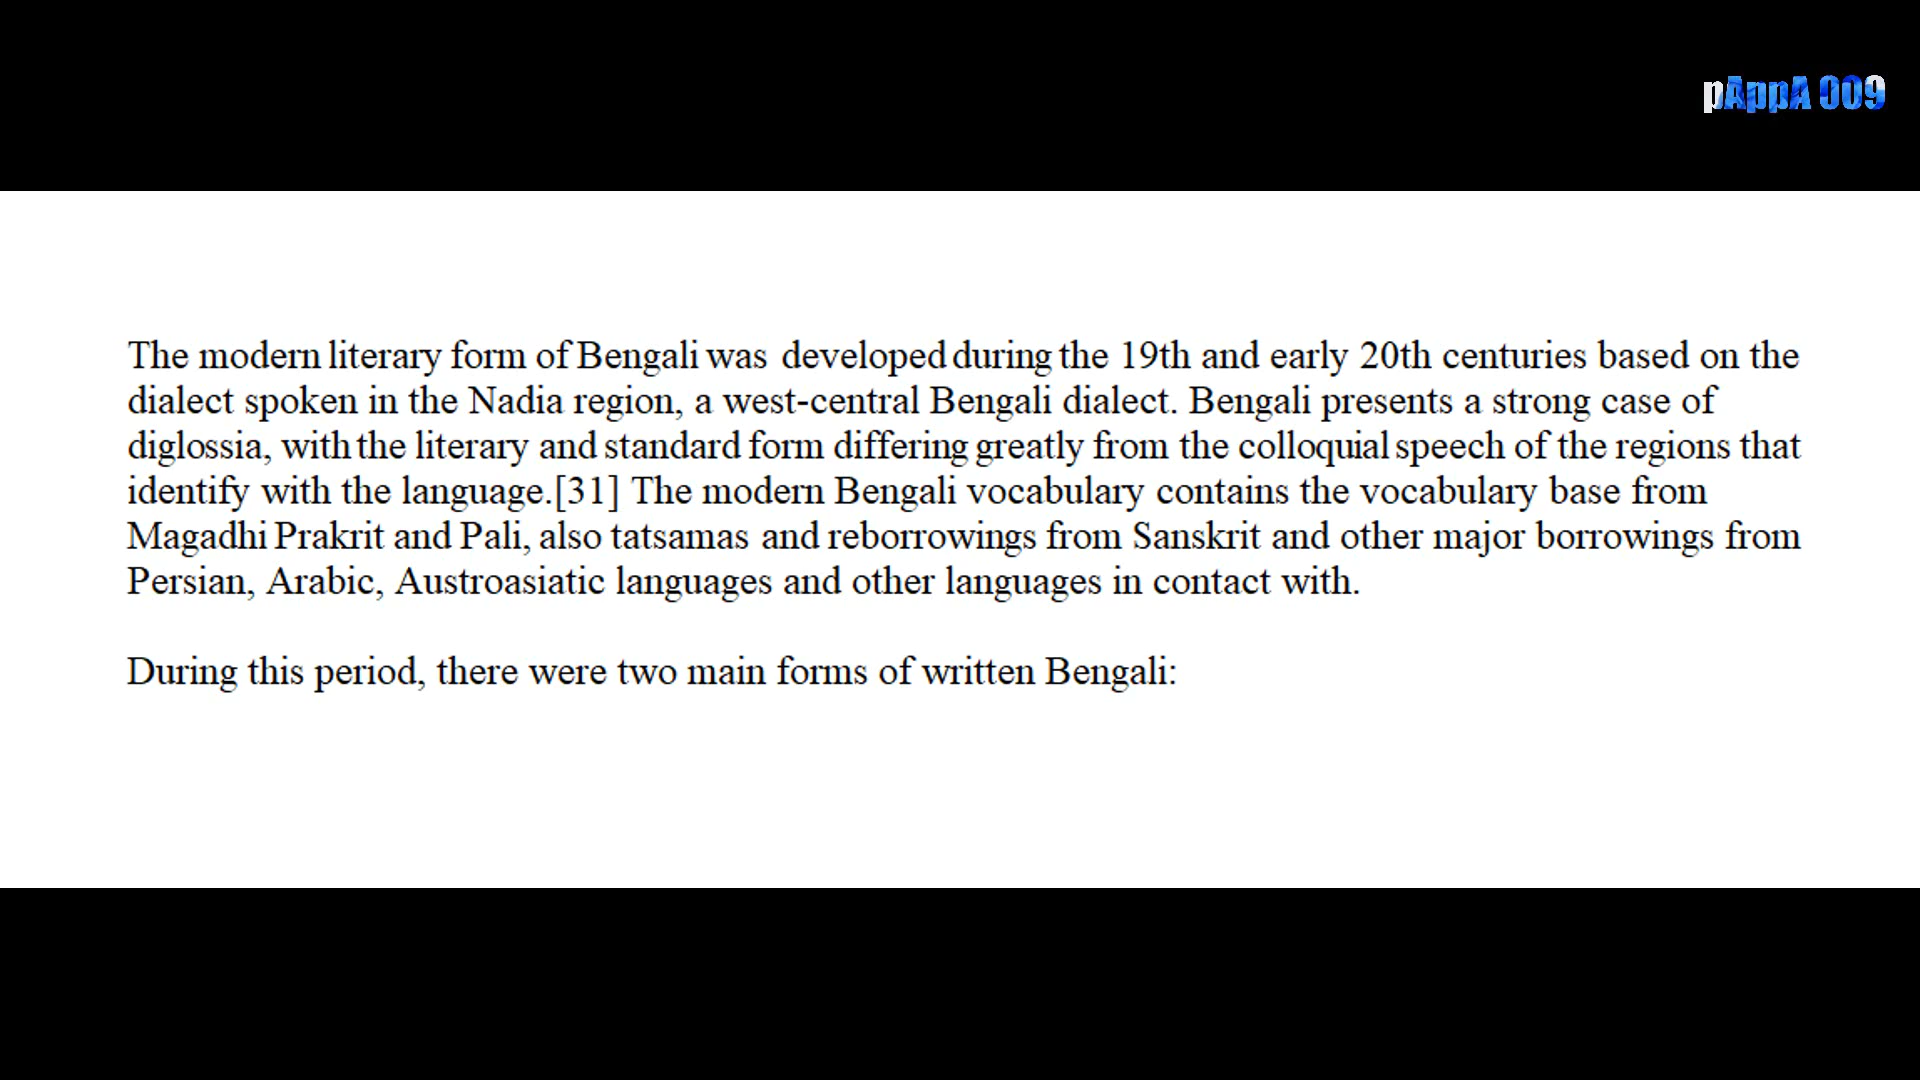 pAppA 009
The modern literary form of Bengali was developed during the 19th and early 20th centuries based on the
dialect spoken in the Nadia region, a west-central Bengali dialect. Bengali presents a strong case of
diglossia, with the literary and standard form differing greatly from the colloquial speech of the regions that
identify with the language.[31] The modern Bengali vocabulary contains the vocabulary base from
Magadhi Prakrit and Pali, also tatsamas and reborrowings from Sanskrit and other major borrowings from
Persian, Arabic, Austroasiatic languages and other languages in contact with.
During this period, there were two main forms of written Bengali: